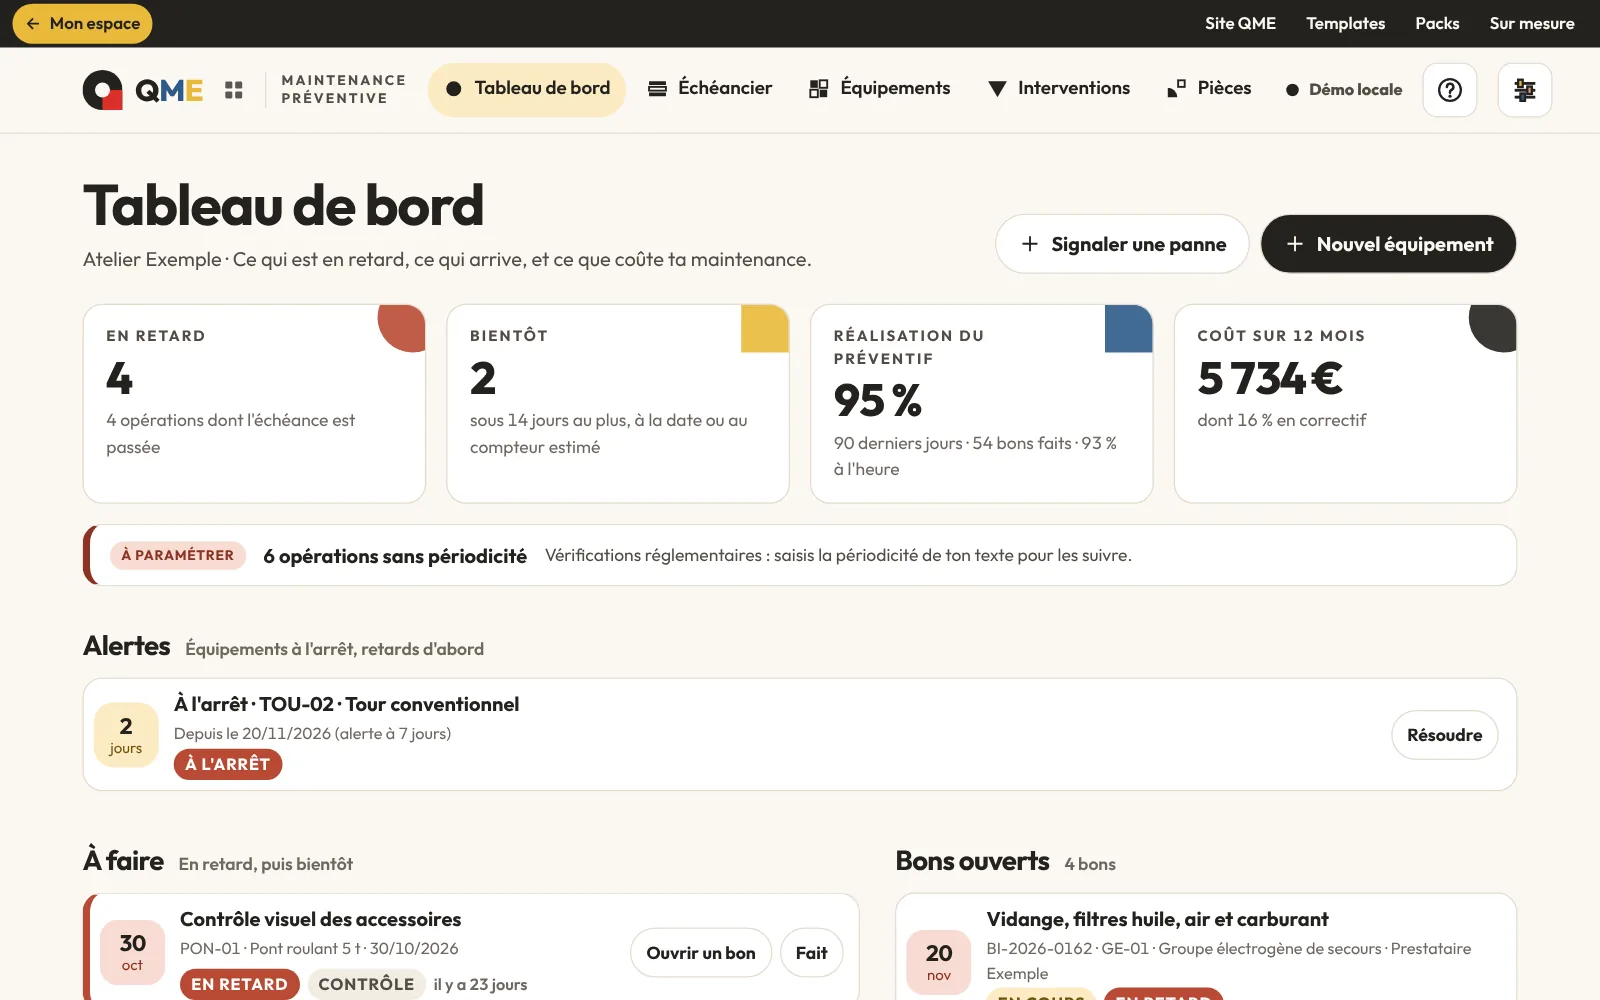 Mon espace
Site QME
Templates
Packs
Sur mesure
QME
MAINTENANCE
PRÉVENTIVE
Tableau de bord
Échéancier
Équipements
Interventions
Pièces
Démo locale
Tableau de bord
Atelier Exemple · Ce qui est en retard, ce qui arrive, et ce que coûte ta maintenance.
Signaler une panne
Nouvel équipement
EN RETARD
4
4 opérations dont l'échéance est
passée
BIENTÔT
2
sous 14 jours au plus, à la date ou au
compteur estimé
RÉALISATION DU
PRÉVENTIF
95 %
90 derniers jours · 54 bons faits · 93 %
à l'heure
COÛT SUR 12 MOIS
5 734 €
dont 16 % en correctif
À PARAMÉTRER
6 opérations sans périodicité
Vérifications réglementaires : saisis la périodicité de ton texte pour les suivre.
Alertes
Équipements à l'arrêt, retards d'abord
2
jours
À l'arrêt · TOU-02 · Tour conventionnel
Depuis le 20/11/2026 (alerte à 7 jours)
À L'ARRÊT
Résoudre
À faire
En retard, puis bientôt
30
oct
Contrôle visuel des accessoires
PON-01 · Pont roulant 5 t · 30/10/2026
EN RETARD
CONTRÔLE
il y a 23 jours
Ouvrir un bon
Fait
Bons ouverts
4 bons
20
nov
Vidange, filtres huile, air et carburant
BI-2026-0162 · GE-01 · Groupe électrogène de secours · Prestataire
Exemple
EN COURS
EN RETARD